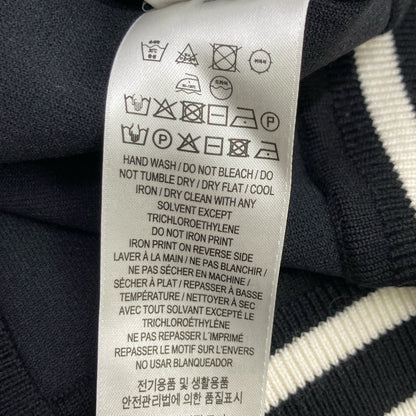 HAND WASH / DO NOT BLEACH / DO
NOT TUMBLE DRY / DRY FLAT / COOL
IRON / DRY CLEAN WITH ANY
SOLVENT EXCEPT
TRICHLOROETHYLENE
DO NOT IRON PRINT
IRON PRINT ON REVERSE SIDE
LAVER À LA MAIN / NE PAS BLANCHIR /
NE PAS SÉCHER EN MACHINE /
SÉCHER À PLAT / REPASSER À BASSE
TEMPÉRATURE / NETTOYER À SEC
AVEC TOUT SOLVANT EXCEPTÉ LE
TRICHLOROÉTHYLÈNE
NE PAS REPASSER L'IMPRESSION
REPASSER LE MOTIF SUR L'ENVERS
NO USAR BLANQUEADOR
전기용품 및 생활용품
안전관리법에 의한 품질표시